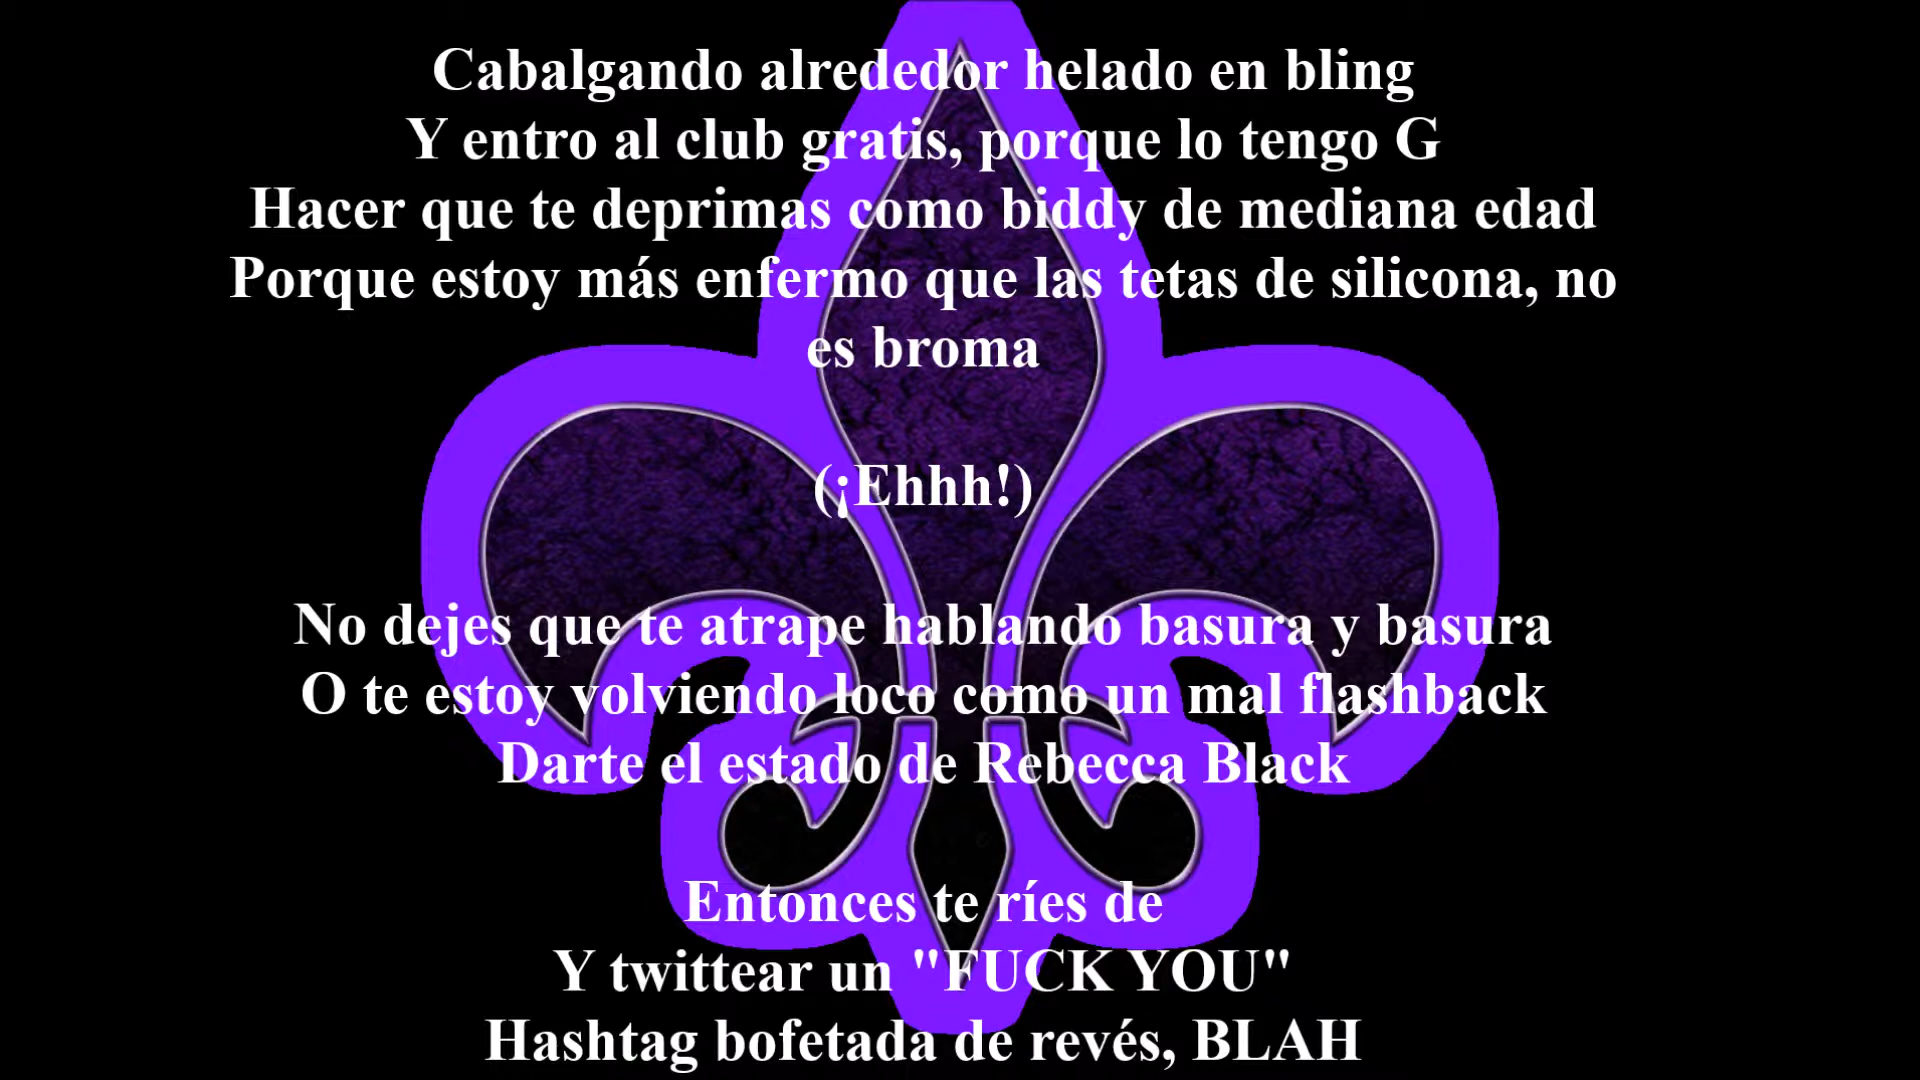 Cabalgando alrededor helado en bling
Y entro al club gratis, porque lo tengo G
Hacer que te deprimas como biddy de mediana edad
Porque estoy más enfermo que las tetas de silicona, no
es broma
(¡Ehhh!)
No dejes que te atrape hablando basura y basura
O te estoy volviendo loco como un mal flashback
Darte el estado de Rebecca Black
Entonces te ríes de
Y twittear un "FUCK YOU"
Hashtag bofetada de revés, BLAH